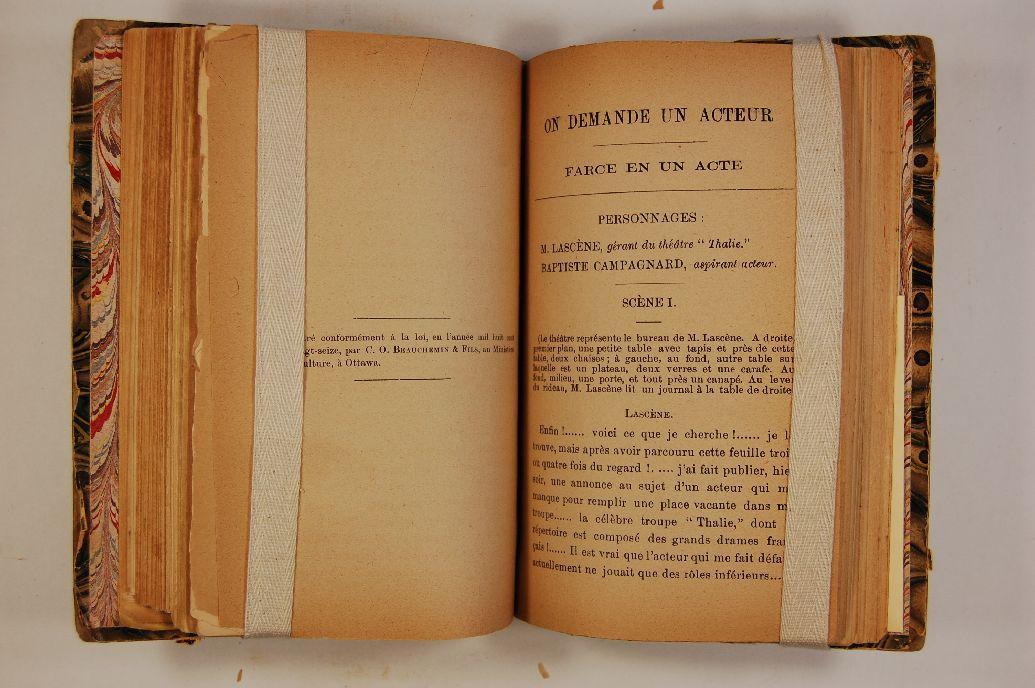 ré conformément à la loi, en l'année mil huit
gt-seize, par C. O. BEAUCHEMIN & FILS, au Ministère
ulture, à Ottawa.
ON DEMANDE UN ACTEUR
FARCE EN UN ACTE
PERSONNAGES :
M. LASCÈNE, gérant du théâtre “ Thalie.”
BAPTISTE CAMPAGNARD, aspirant acteur.
SCÈNE I.
(Le théâtre représente le bureau de M. Lascène. A droite
premier plan, une petite table avec tapis et près de cette
table, deux chaises ; à gauche, au fond, autre table sur
laquelle est un plateau, deux verres et une carafe. Au
fond, milieu, une porte, et tout près un canapé. Au lever
du rideau, M. Lascène lit un journal à la table de droite
LASCÈNE.
Enfin !...... voici ce que je cherche !...... je l
trouve, mais après avoir parcouru cette feuille troi
ou quatre fois du regard !. .... j'ai fait publier, hie
soir, une annonce au sujet d'un acteur qui m
manque pour remplir une place vacante dans m
troupe...... la célèbre troupe “ Thalie,” dont
répertoire est composé des grands drames fra
çais !...... Il est vrai que l'acteur qui me fait défa
actuellement ne jouait que des rôles inférieurs...